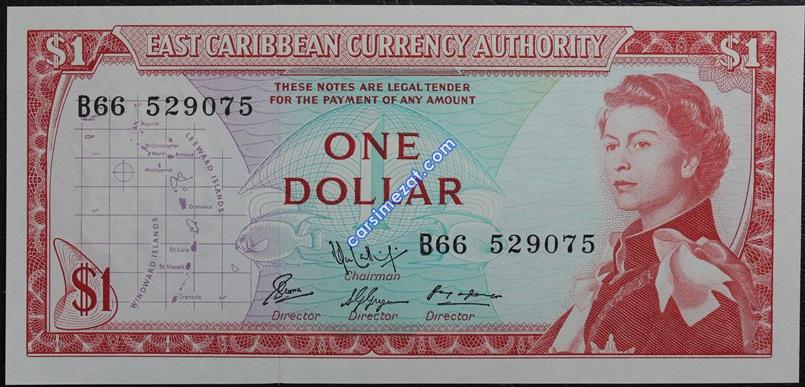 $1 EAST CARIBBEAN CURRENCY AUTHORITY $1
THESE NOTES ARE LEGAL TENDER
FOR THE PAYMENT OF ANY AMOUNT
B66 529075
Anguilla
St Christopher
Nevis
Antigua
Montserrat
LEEWARD ISLANDS
Dominica
WINDWARD ISLANDS
St Lucia
St Vincent
Grenada
ONE
DOLLAR
carsimezat.com
B66 529075
Chairman
$1
Director Director Director